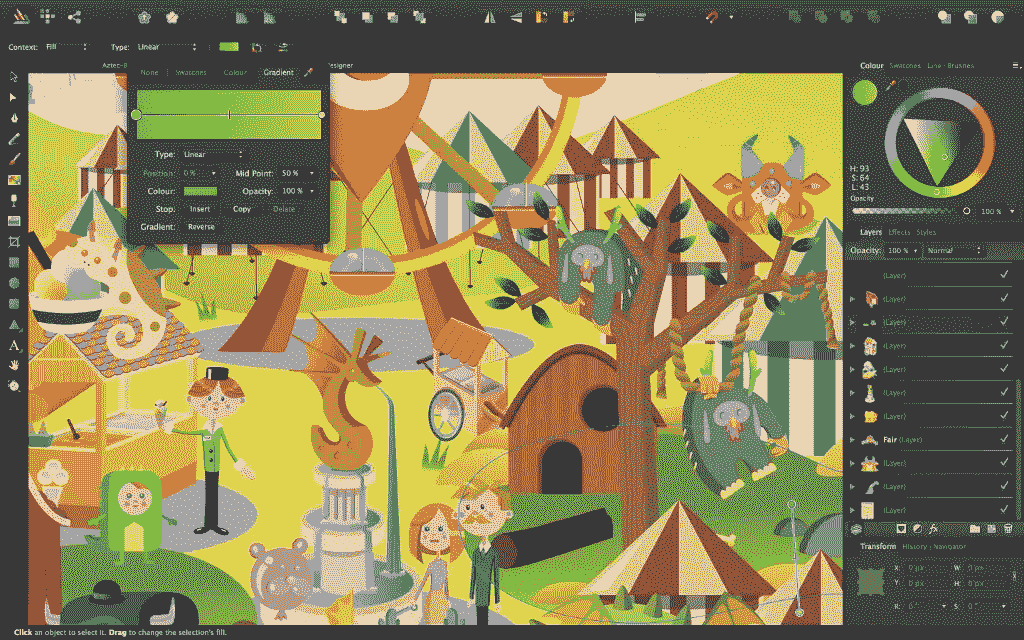 Context: Fill Type: Linear
Aztec-B
esigner
None Swatches Colour Gradient
Type: Linear
Position: 0 % Mid Point: 50 %
Colour: Opacity: 100 %
Stop: Insert Copy Delete
Gradient: Reverse
Colour Swatches Line Brushes
H: 93
S: 64
L: 43
Opacity
100 %
Layers Effects Styles
Opacity: 100 % Normal
(Layer)
(Layer)
(Layer)
(Layer)
(Layer)
(Layer)
(Layer)
Fair (Layer)
(Layer)
(Layer)
(Layer)
Transform History Navigator
X: 0 px W: 0 px
Y: 0 px H: 0 px
R: 0 ° S: 0 °
Click an object to select it. Drag to change the selection's fill.